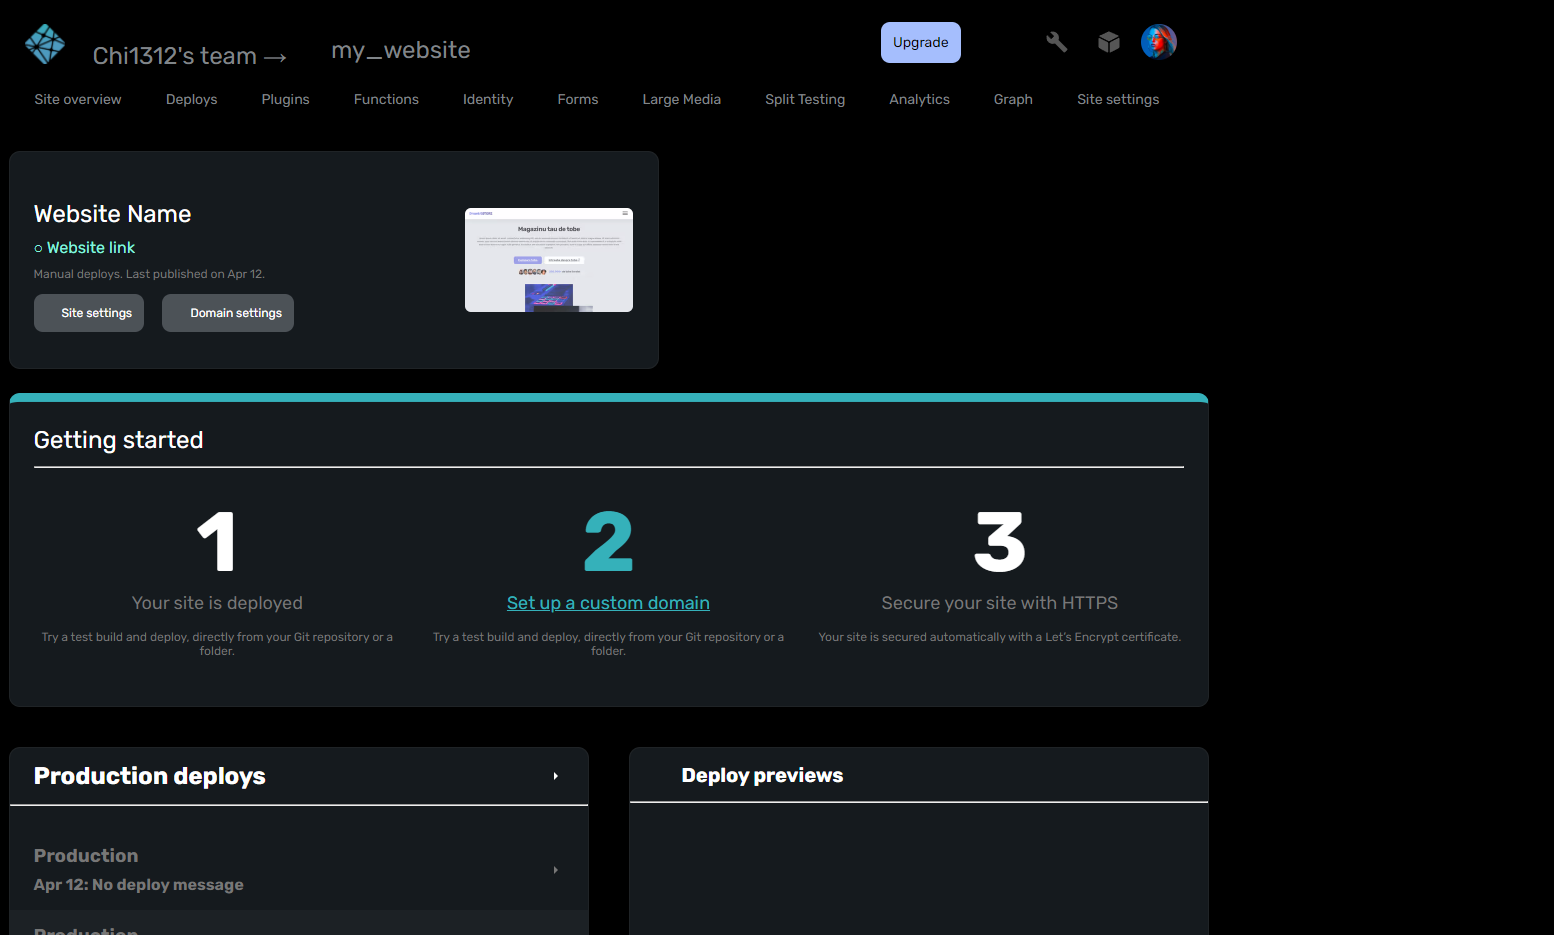 Chi1312's team → my_website
Upgrade
Site overview Deploys Plugins Functions Identity Forms Large Media Split Testing Analytics Graph Site settings
Website Name
○ Website link
Manual deploys. Last published on Apr 12.
Site settings Domain settings
Magazinu tau de tobe
Getting started
1
Your site is deployed
Try a test build and deploy, directly from your Git repository or a
folder.
2
Set up a custom domain
Try a test build and deploy, directly from your Git repository or a
folder.
3
Secure your site with HTTPS
Your site is secured automatically with a Let's Encrypt certificate.
Production deploys
Production
Apr 12: No deploy message
Production
Deploy previews